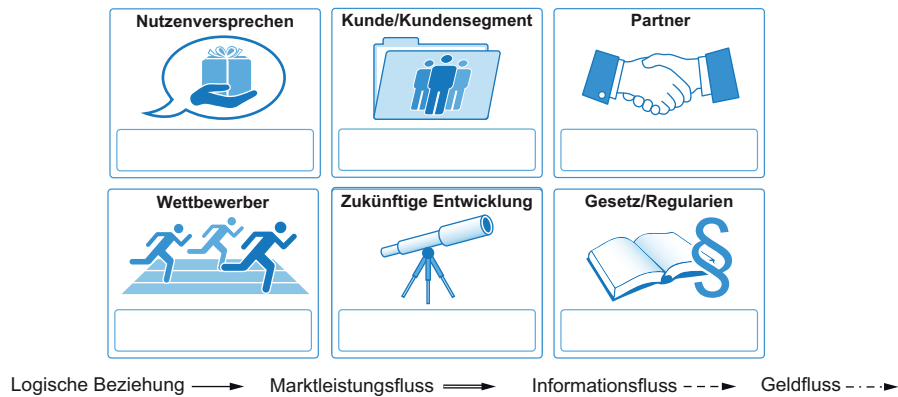 Nutzenversprechen
Kunde/Kundensegment
Partner
Wettbewerber
Zukünftige Entwicklung
Gesetz/Regularien
§
Logische Beziehung
Marktleistungsfluss
Informationsfluss
Geldfluss